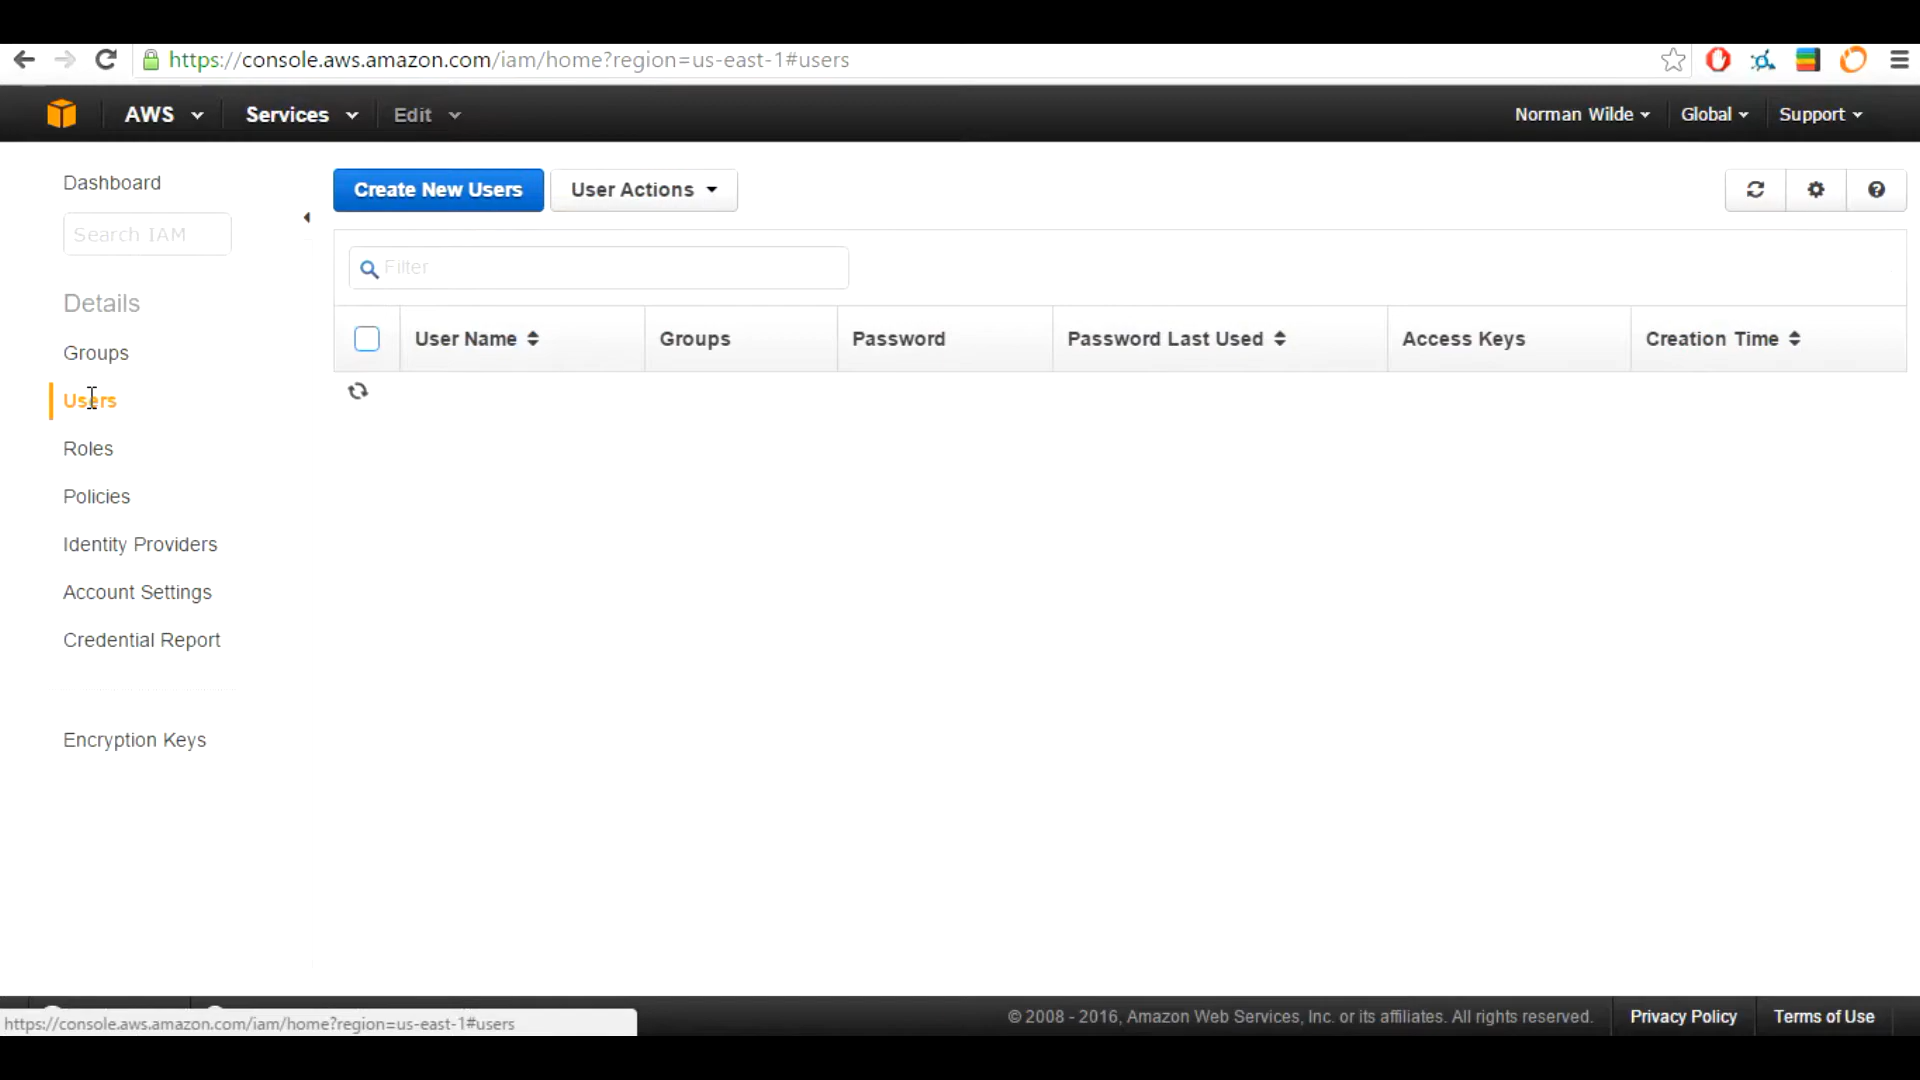 https://console.aws.amazon.com/iam/home?region=us-east-1#users
AWS Services Edit Norman Wilde Global Support
Dashboard
Search IAM
Details
Groups
Users
Roles
Policies
Identity Providers
Account Settings
Credential Report
Encryption Keys
Create New Users User Actions
Filter
User Name Groups Password Password Last Used Access Keys Creation Time
© 2008 - 2016, Amazon Web Services, Inc. or its affiliates. All rights reserved. Privacy Policy Terms of Use
https://console.aws.amazon.com/iam/home?region=us-east-1#users